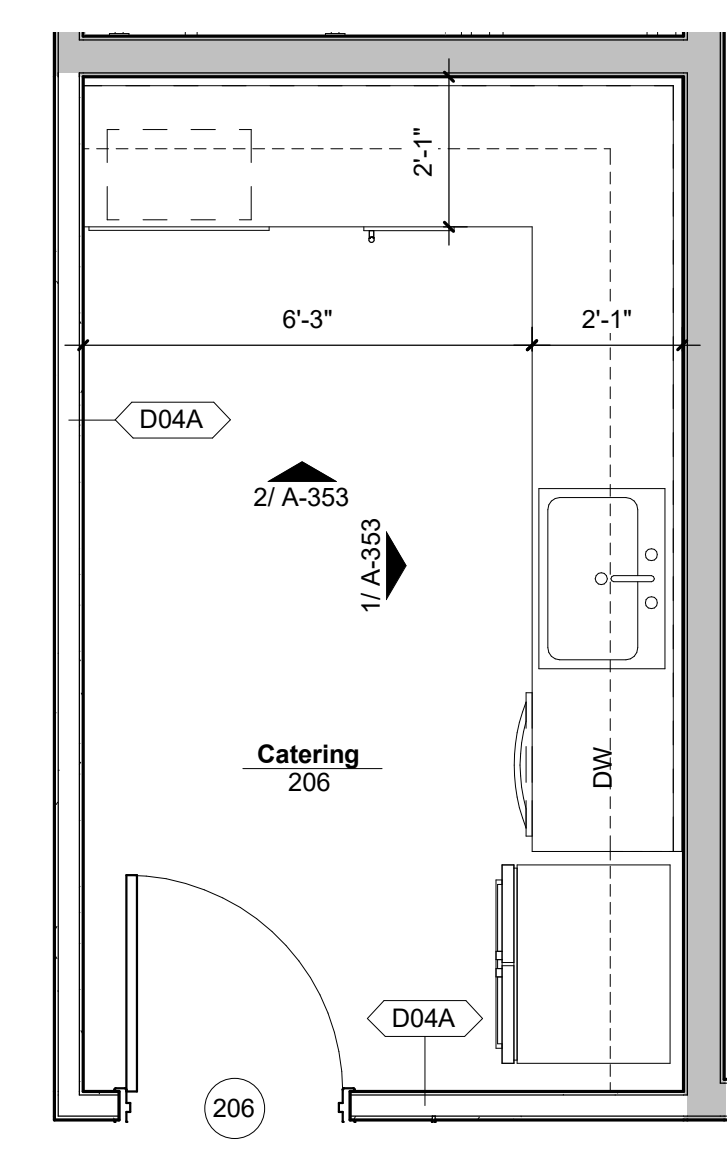 2'-1"
6'-3"
2'-1"
D04A
2/ A-353
1/ A-353
Catering
206
DW
D04A
206